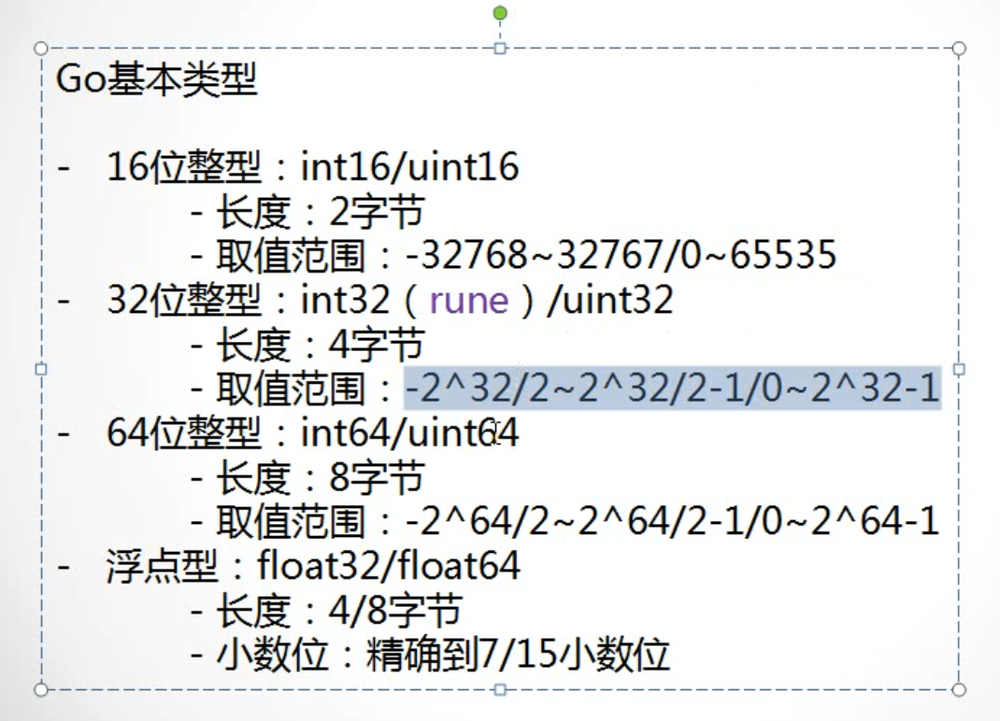 Go基本类型
- 16位整型：int16/uint16
- 长度：2字节
- 取值范围：-32768~32767/0~65535
- 32位整型：int32（rune）/uint32
- 长度：4字节
- 取值范围：-2^32/2~2^32/2-1/0~2^32-1
- 64位整型：int64/uint64
- 长度：8字节
- 取值范围：-2^64/2~2^64/2-1/0~2^64-1
- 浮点型：float32/float64
- 长度：4/8字节
- 小数位：精确到7/15小数位